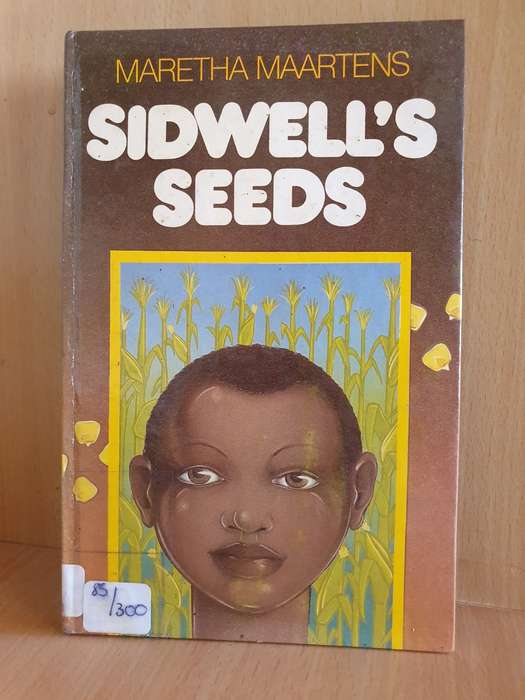 MARETHA MAARTENS
SIDWELL'S
SEEDS
85/300